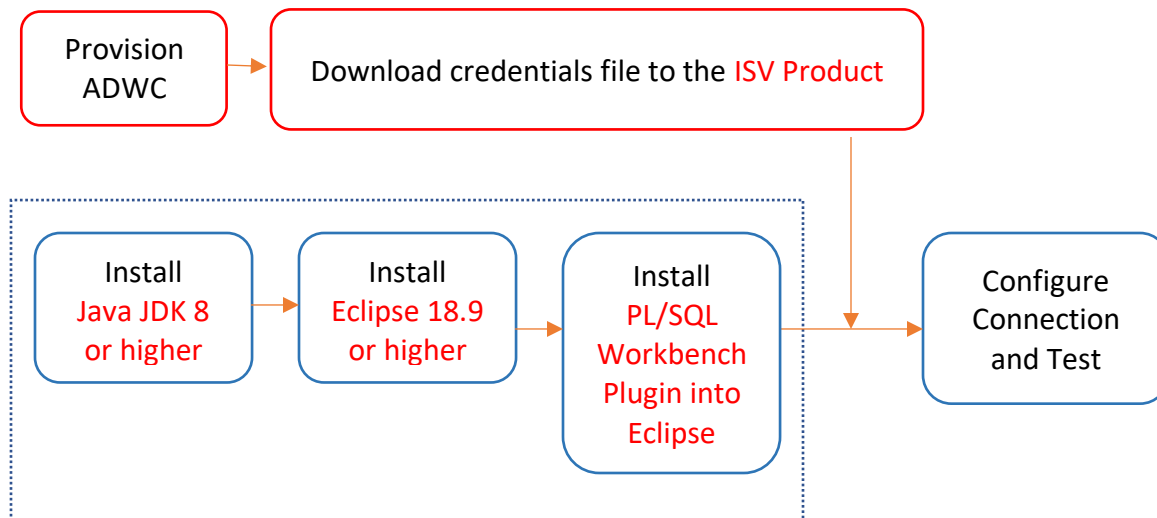 Provision
ADWC
Download credentials file to the ISV Product
Install
Java JDK 8
or higher
Install
Eclipse 18.9
or higher
Install
PL/SQL
Workbench
Plugin into
Eclipse
Configure
Connection
and Test